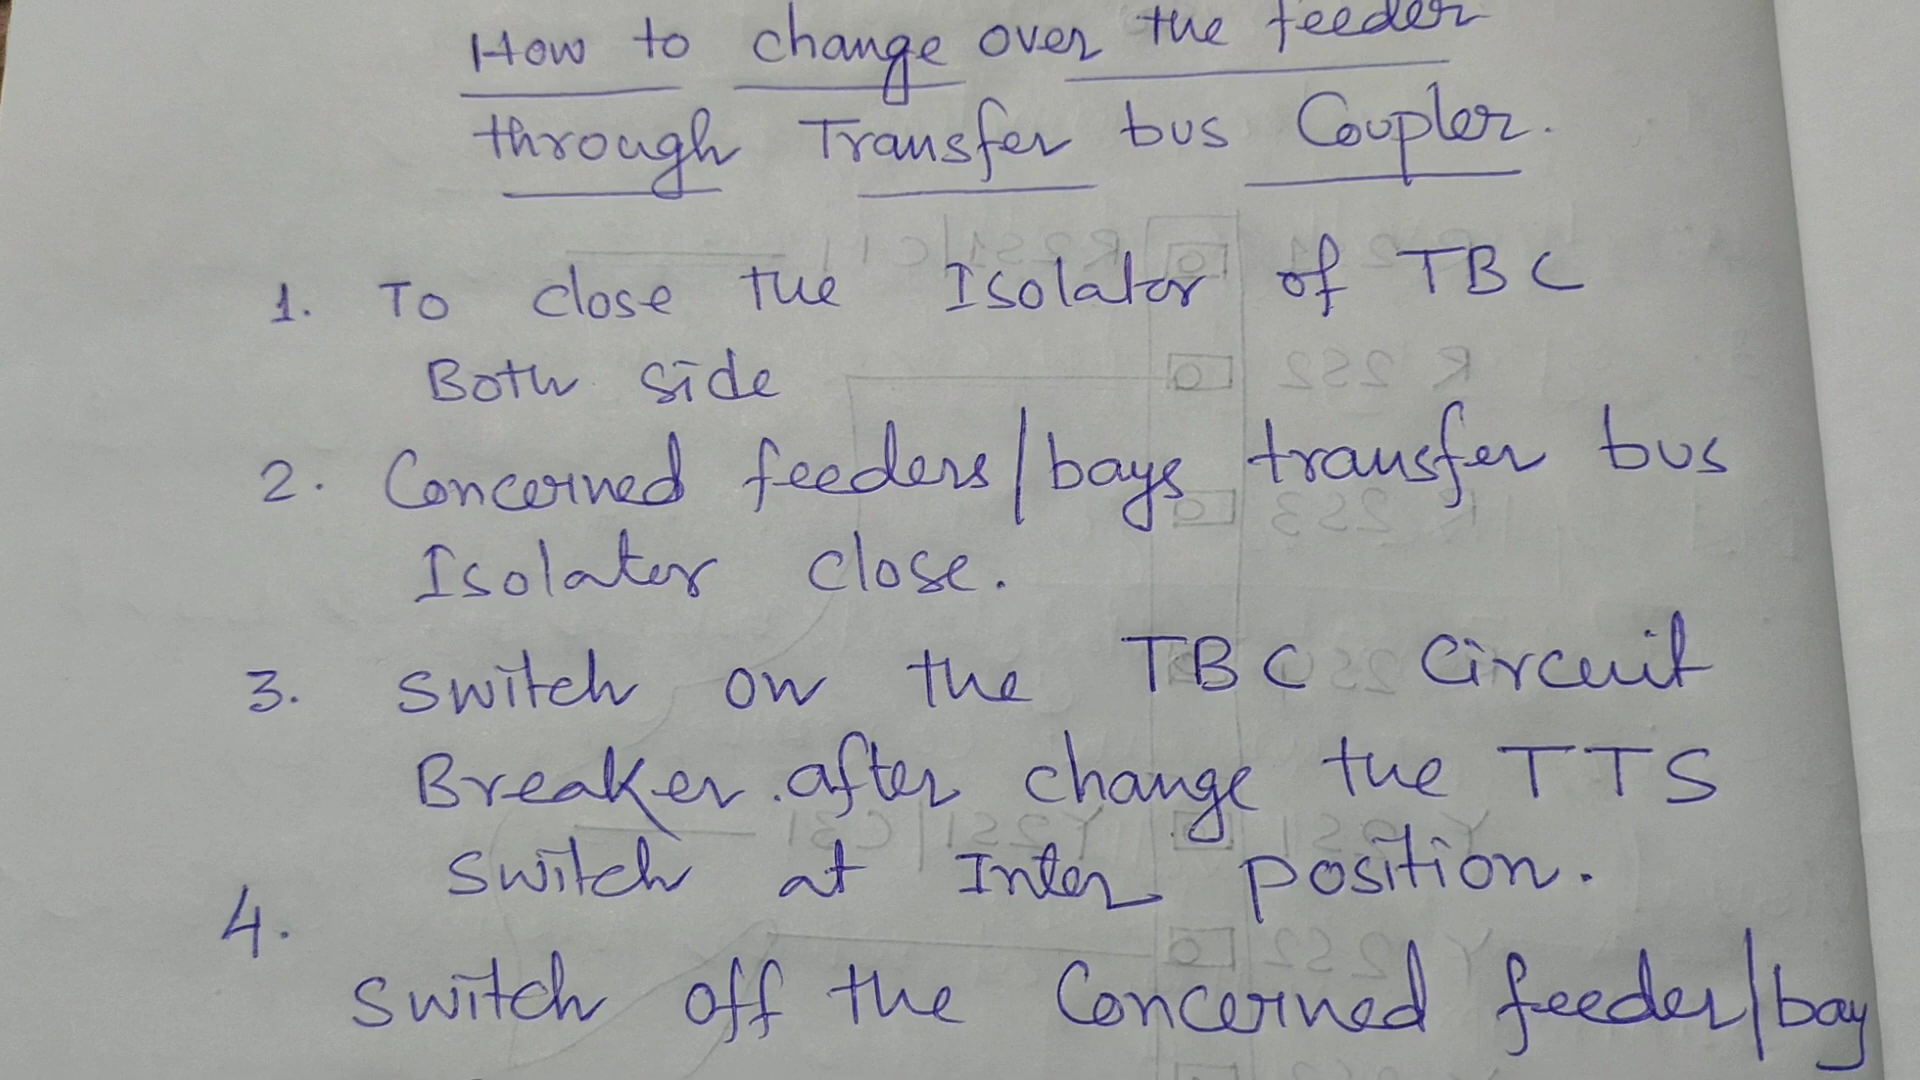 How to change over the feeder
through Transfer bus Coupler.
1. To close the Isolator of TBC
Both side
2. Concerned feeders/bays transfer bus
Isolator close.
3. Switch on the TBC Circuit
Breaker. after change the TTS
Switch at Inter position.
4.
Switch off the Concerned feeder/bay